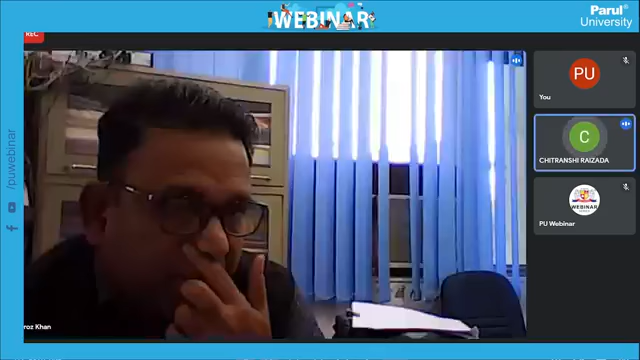 WEBINAR
Parul®
University
REC
PU
You
C
CHITRANSHI RAIZADA
WEBINAR
PU Webinar
/puwebinar
roz Khan